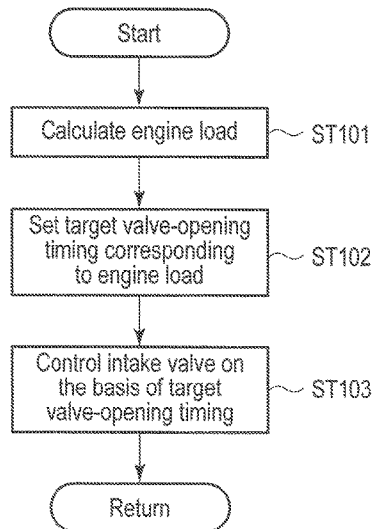 Start
Calculate engine load
ST101
Set target valve-opening
timing corresponding
to engine load
ST102
Control intake valve on
the basis of target
valve-opening timing
ST103
Return